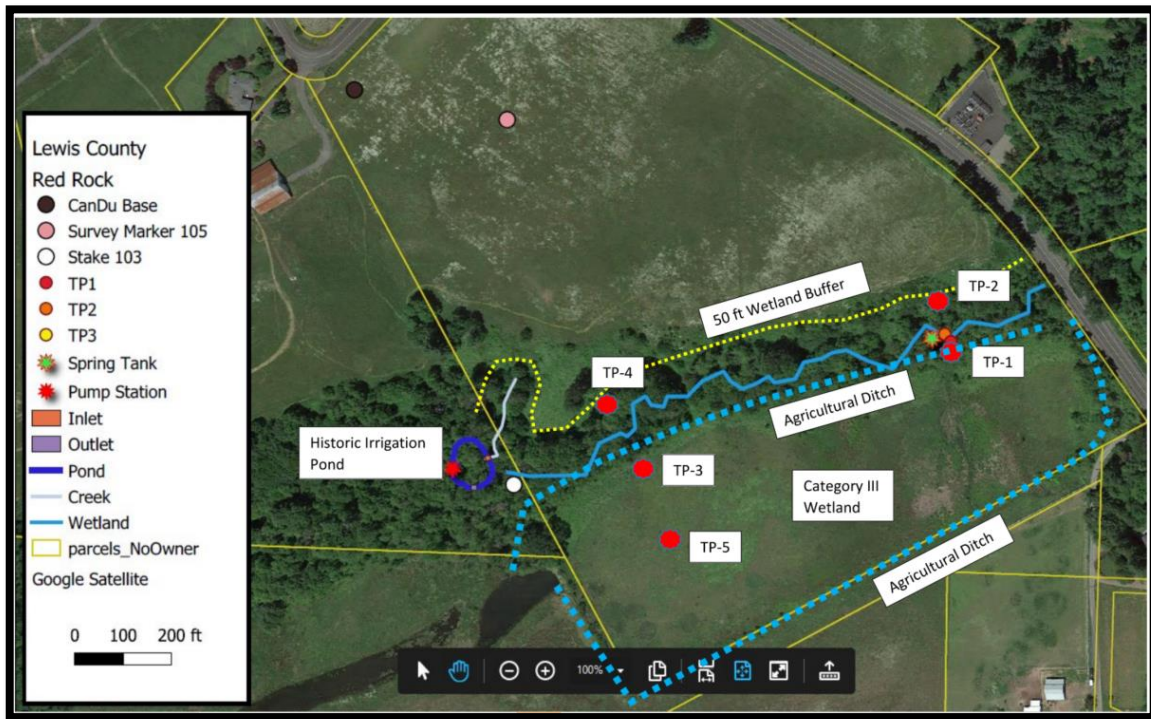 Lewis County
Red Rock
CanDu Base
Survey Marker 105
Stake 103
TP1
TP2
TP3
Spring Tank
Pump Station
Inlet
Outlet
Pond
Creek
Wetland
parcels_NoOwner
Google Satellite
0 100 200 ft
50 ft Wetland Buffer
TP-2
TP-4
TP-1
Agricultural Ditch
Historic Irrigation
Pond
TP-3
Category III
Wetland
TP-5
Agricultural Ditch
100%